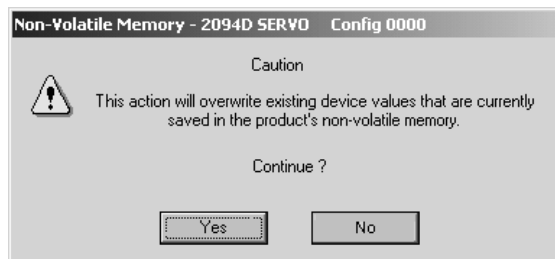 Non-Volatile Memory - 2094D SERVO Config 0000
Caution
This action will overwrite existing device values that are currently
saved in the product's non-volatile memory.
Continue ?
Yes No